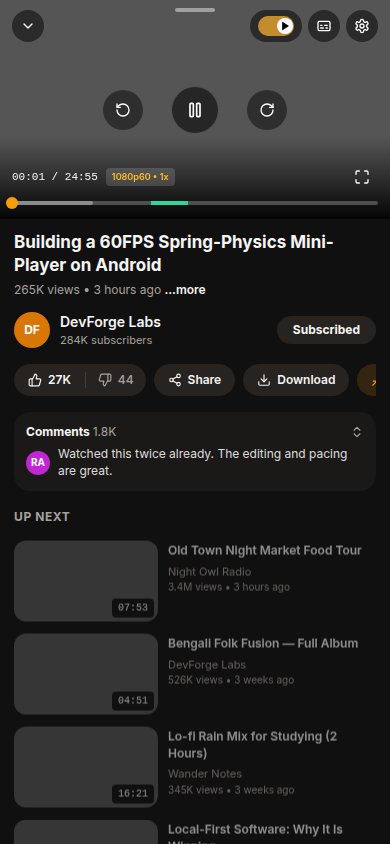 00:01 / 24:55
1080p60 • 1x
Building a 60FPS Spring-Physics Mini-
Player on Android
265K views • 3 hours ago ...more
DF
DevForge Labs
284K subscribers
Subscribed
27K
44
Share
Download
Comments 1.8K
RA
Watched this twice already. The editing and pacing
are great.
UP NEXT
07:53
Old Town Night Market Food Tour
Night Owl Radio
3.4M views • 3 hours ago
04:51
Bengali Folk Fusion — Full Album
DevForge Labs
526K views • 3 weeks ago
16:21
Lo-fi Rain Mix for Studying (2
Hours)
Wander Notes
345K views • 3 weeks ago
Local-First Software: Why It Is